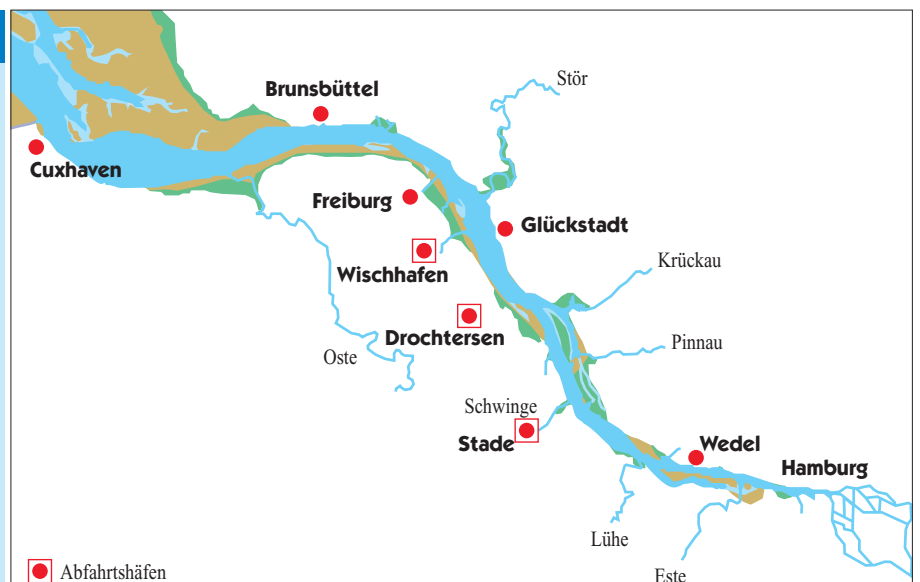 Stör
Brunsbüttel
Cuxhaven
Freiburg
Glückstadt
Wischhafen
Krückau
Drochtersen
Pinnau
Oste
Schwinge
Stade
Wedel
Hamburg
Lühe
Este
Abfahrtshäfen